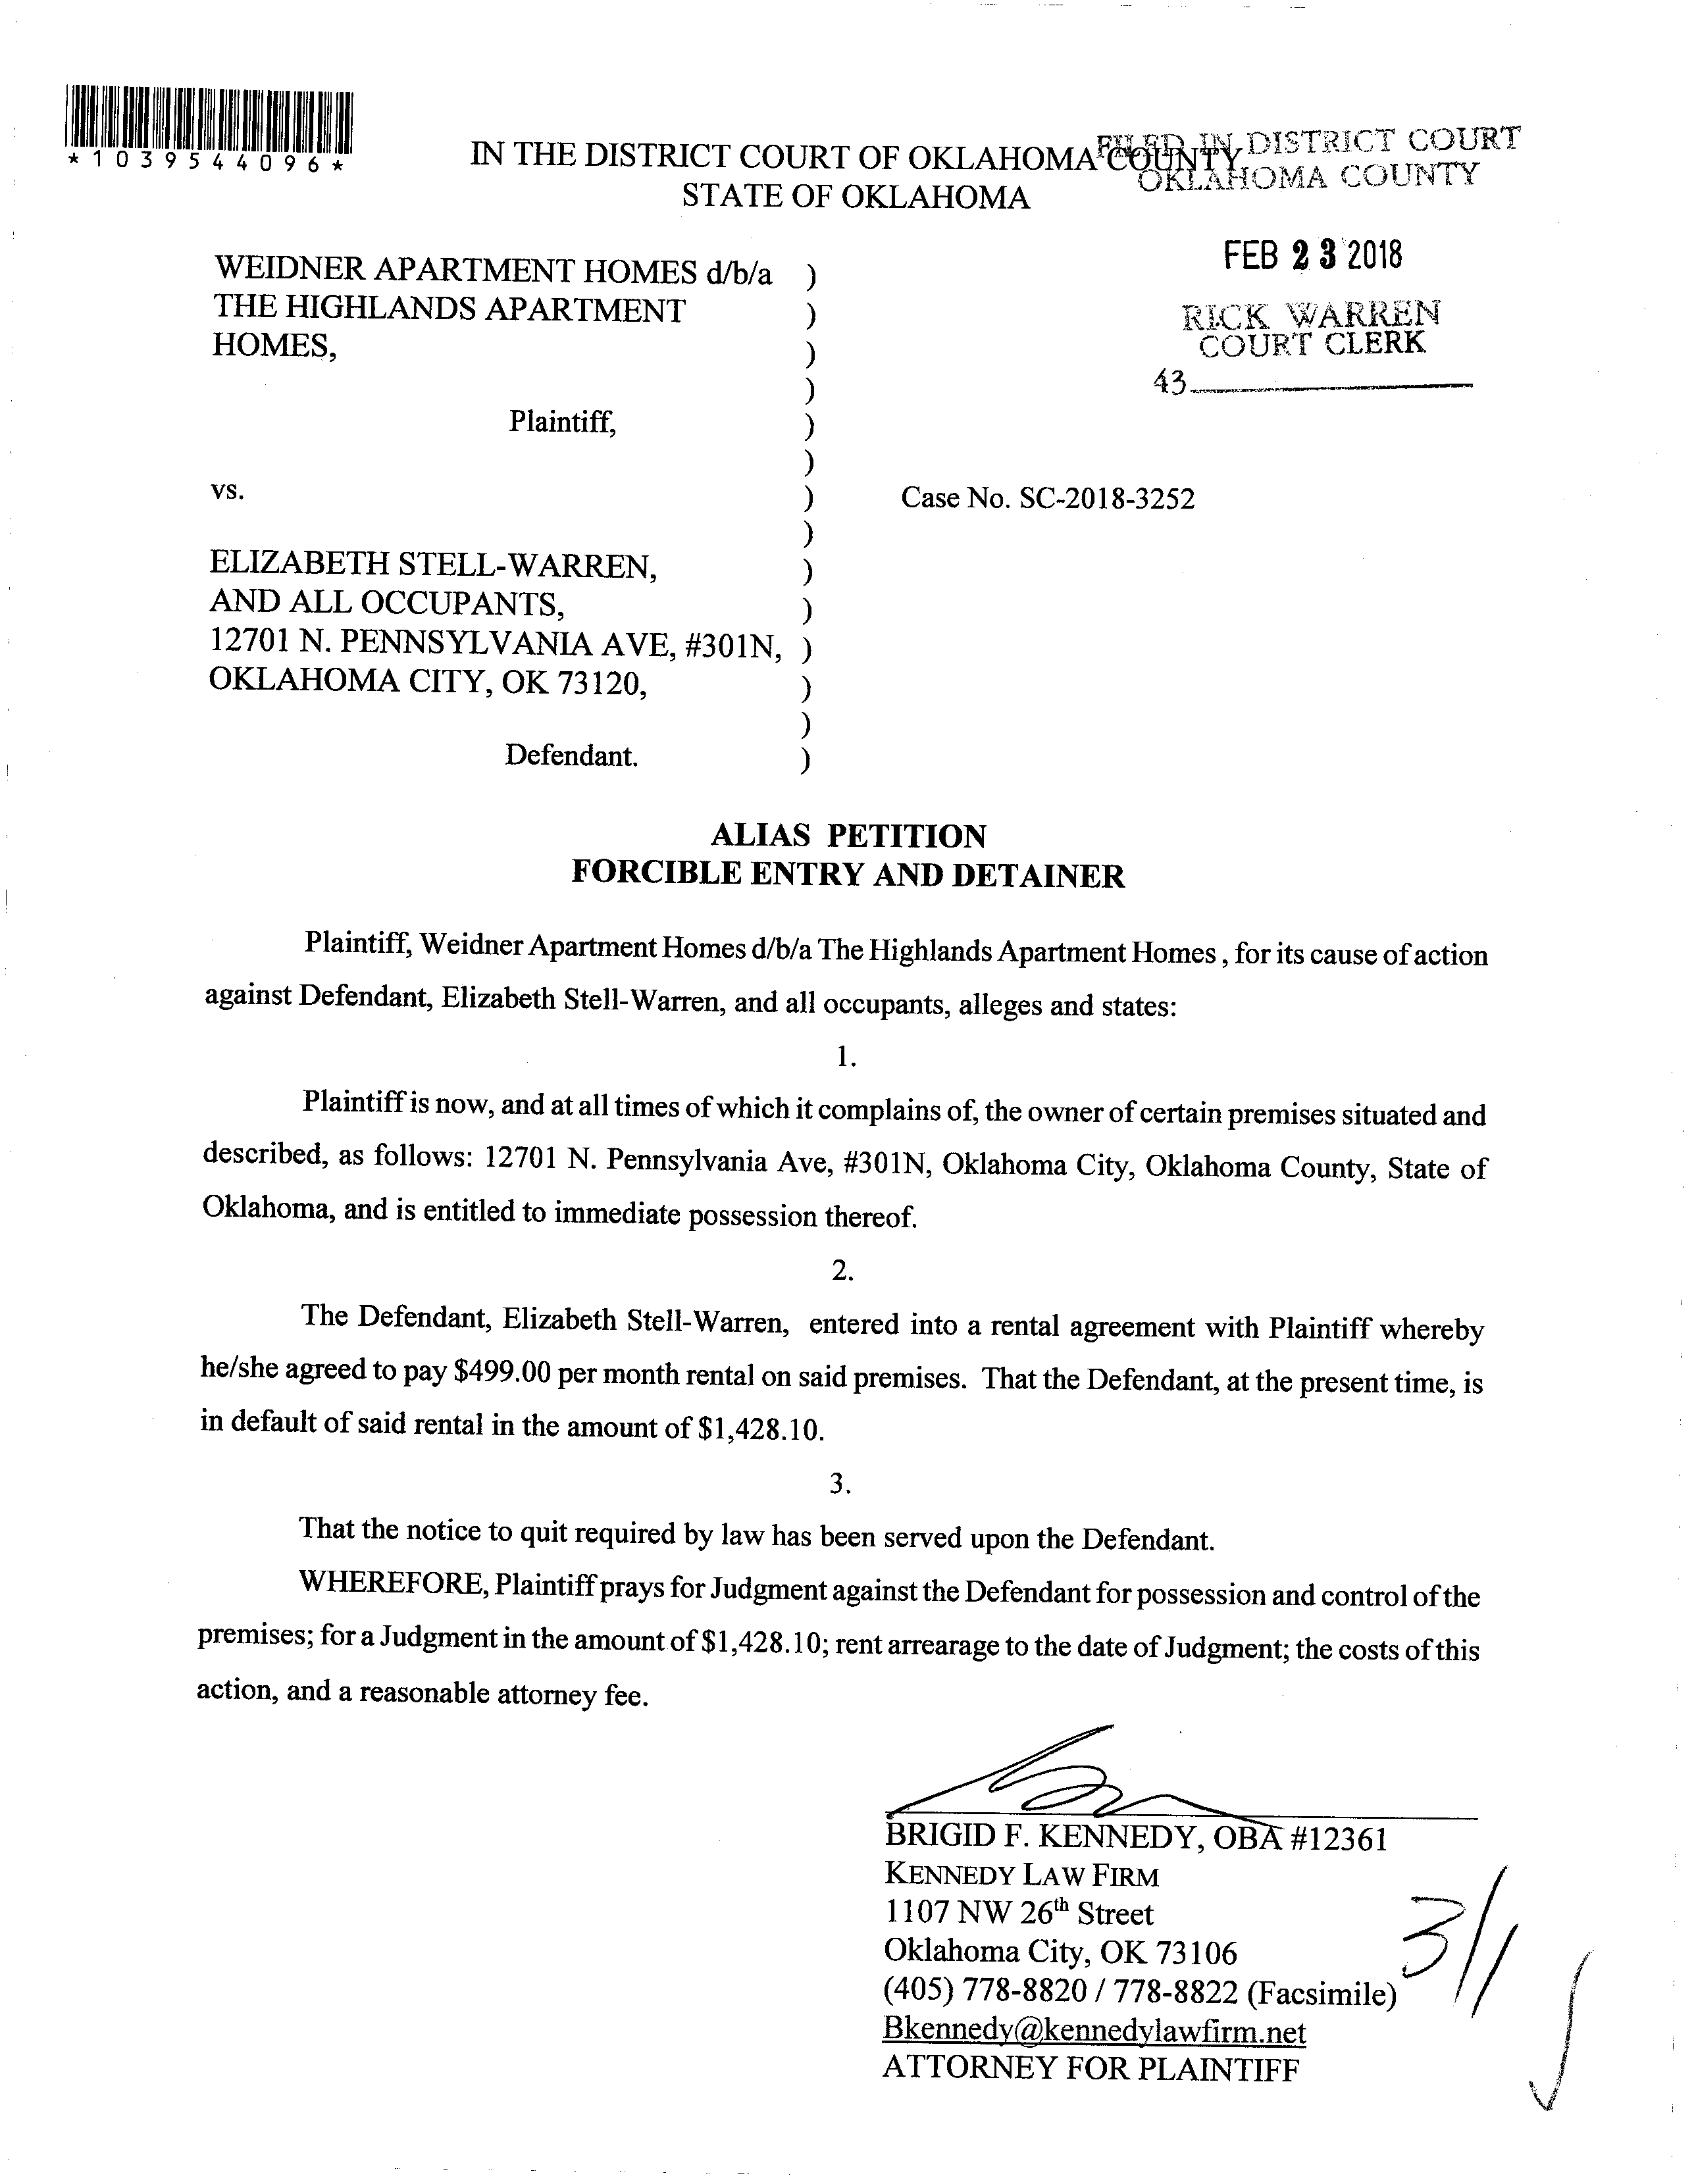 *1039544096*
IN THE DISTRICT COURT OF OKLAHOMA COUNTY
STATE OF OKLAHOMA
FILED IN DISTRICT COURT
OKLAHOMA COUNTY
FEB 23 2018
RICK WARREN
COURT CLERK
43
WEIDNER APARTMENT HOMES d/b/a )
THE HIGHLANDS APARTMENT )
HOMES, )
)
Plaintiff, )
)
vs. ) Case No. SC-2018-3252
)
ELIZABETH STELL-WARREN, )
AND ALL OCCUPANTS, )
12701 N. PENNSYLVANIA AVE, #301N, )
OKLAHOMA CITY, OK 73120, )
)
Defendant. )
ALIAS PETITION
FORCIBLE ENTRY AND DETAINER
Plaintiff, Weidner Apartment Homes d/b/a The Highlands Apartment Homes , for its cause of action
against Defendant, Elizabeth Stell-Warren, and all occupants, alleges and states:
1.
Plaintiff is now, and at all times of which it complains of, the owner of certain premises situated and
described, as follows: 12701 N. Pennsylvania Ave, #301N, Oklahoma City, Oklahoma County, State of
Oklahoma, and is entitled to immediate possession thereof.
2.
The Defendant, Elizabeth Stell-Warren, entered into a rental agreement with Plaintiff whereby
he/she agreed to pay $499.00 per month rental on said premises. That the Defendant, at the present time, is
in default of said rental in the amount of $1,428.10.
3.
That the notice to quit required by law has been served upon the Defendant.
WHEREFORE, Plaintiff prays for Judgment against the Defendant for possession and control of the
premises; for a Judgment in the amount of $1,428.10; rent arrearage to the date of Judgment; the costs of this
action, and a reasonable attorney fee.
BRIGID F. KENNEDY, OBA #12361
KENNEDY LAW FIRM
1107 NW 26th Street
Oklahoma City, OK 73106
(405) 778-8820 / 778-8822 (Facsimile)
Bkennedy@kennedylawfirm.net
ATTORNEY FOR PLAINTIFF
3/1